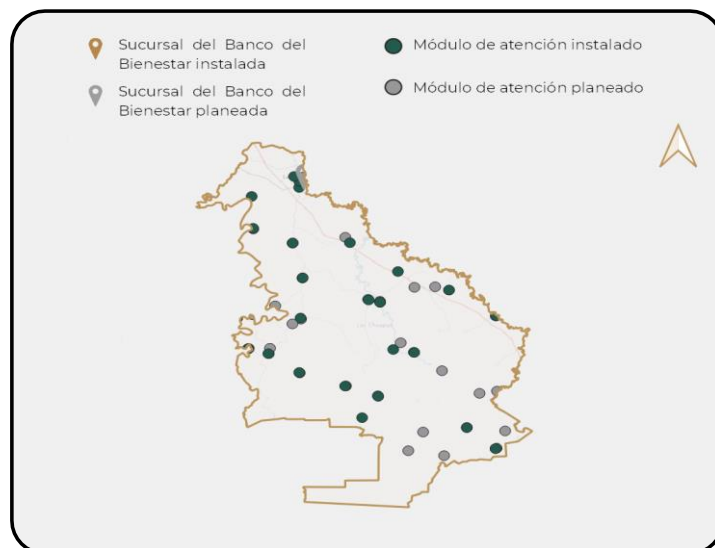 Sucursal del Banco del
Bienestar instalada
Sucursal del Banco del
Bienestar planeada
Módulo de atención instalado
Módulo de atención planeado